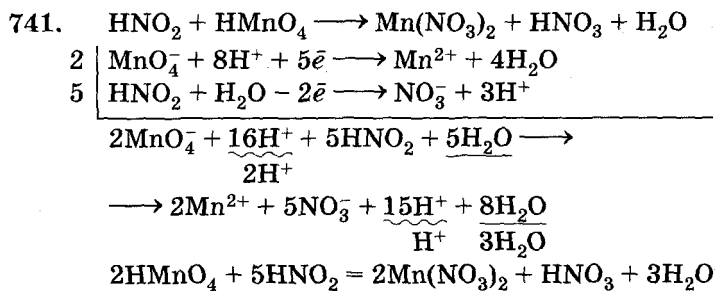 741. HNO₂ + HMnO₄ ⟶ Mn(NO₃)₂ + HNO₃ + H₂O
2 | MnO₄⁻ + 8H⁺ + 5ē ⟶ Mn²⁺ + 4H₂O
5 | HNO₂ + H₂O − 2ē ⟶ NO₃⁻ + 3H⁺
2MnO₄⁻ + 16H⁺ + 5HNO₂ + 5H₂O ⟶
2H⁺
⟶ 2Mn²⁺ + 5NO₃⁻ + 15H⁺ + 8H₂O
H⁺ 3H₂O
2HMnO₄ + 5HNO₂ = 2Mn(NO₃)₂ + HNO₃ + 3H₂O